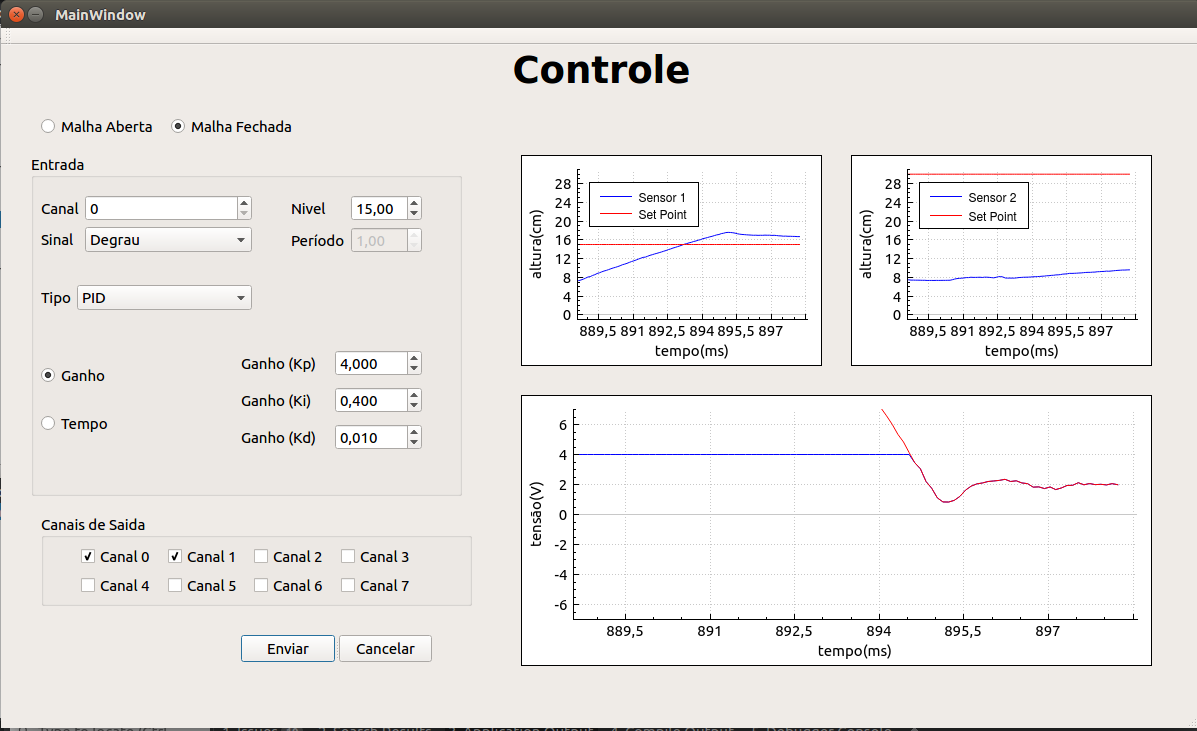 MainWindow
Controle
Malha Aberta Malha Fechada
Entrada
Canal 0 Nivel 15,00
Sinal Degrau Período 1,00
Tipo PID
Ganho
Tempo
Ganho (Kp) 4,000
Ganho (Ki) 0,400
Ganho (Kd) 0,010
Canais de Saida
Canal 0 Canal 1 Canal 2 Canal 3
Canal 4 Canal 5 Canal 6 Canal 7
Enviar Cancelar
altura(cm)
28
24
20
16
12
8
4
0
Sensor 1
Set Point
889,5 891 892,5 894 895,5 897
tempo(ms)
altura(cm)
28
24
20
16
12
8
4
0
Sensor 2
Set Point
889,5 891 892,5 894 895,5 897
tempo(ms)
tensão(V)
6
4
2
0
-2
-4
-6
889,5 891 892,5 894 895,5 897
tempo(ms)